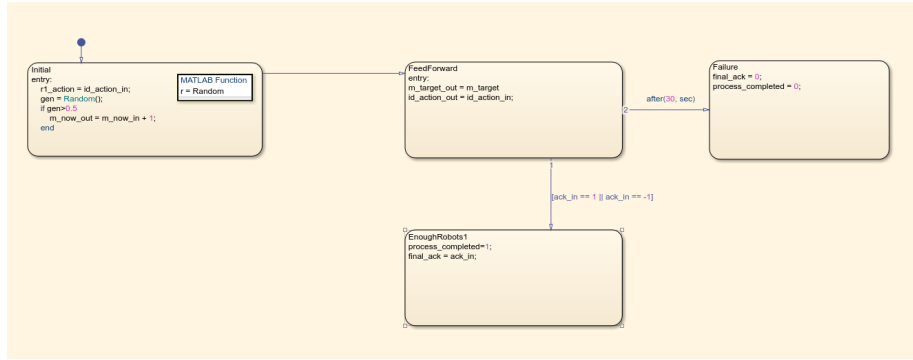 Initial
entry:
r1_action = id_action_in;
gen = Random();
if gen>0.5
m_now_out = m_now_in + 1;
end
MATLAB Function
r = Random
FeedForward
entry:
m_target_out = m_target
id_action_out = id_action_in;
2
after(30, sec)
Failure
final_ack = 0;
process_completed = 0;
1
[ack_in == 1 || ack_in == -1]
EnoughRobots1
process_completed=1;
final_ack = ack_in;